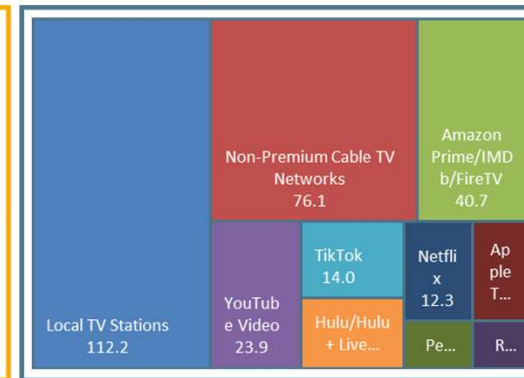 Local TV Stations
112.2
Non-Premium Cable TV
Networks
76.1
Amazon
Prime/IMD
b/FireTV
40.7
YouTub
e Video
23.9
TikTok
14.0
Hulu/Hulu
+ Live...
Netfli
x
12.3
Ap
ple
T...
Pe...
R...